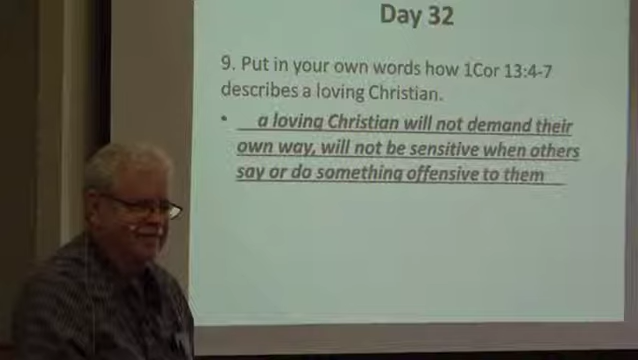 Day 32
9. Put in your own words how 1Cor 13:4-7
describes a loving Christian.
• a loving Christian will not demand their
own way, will not be sensitive when others
say or do something offensive to them